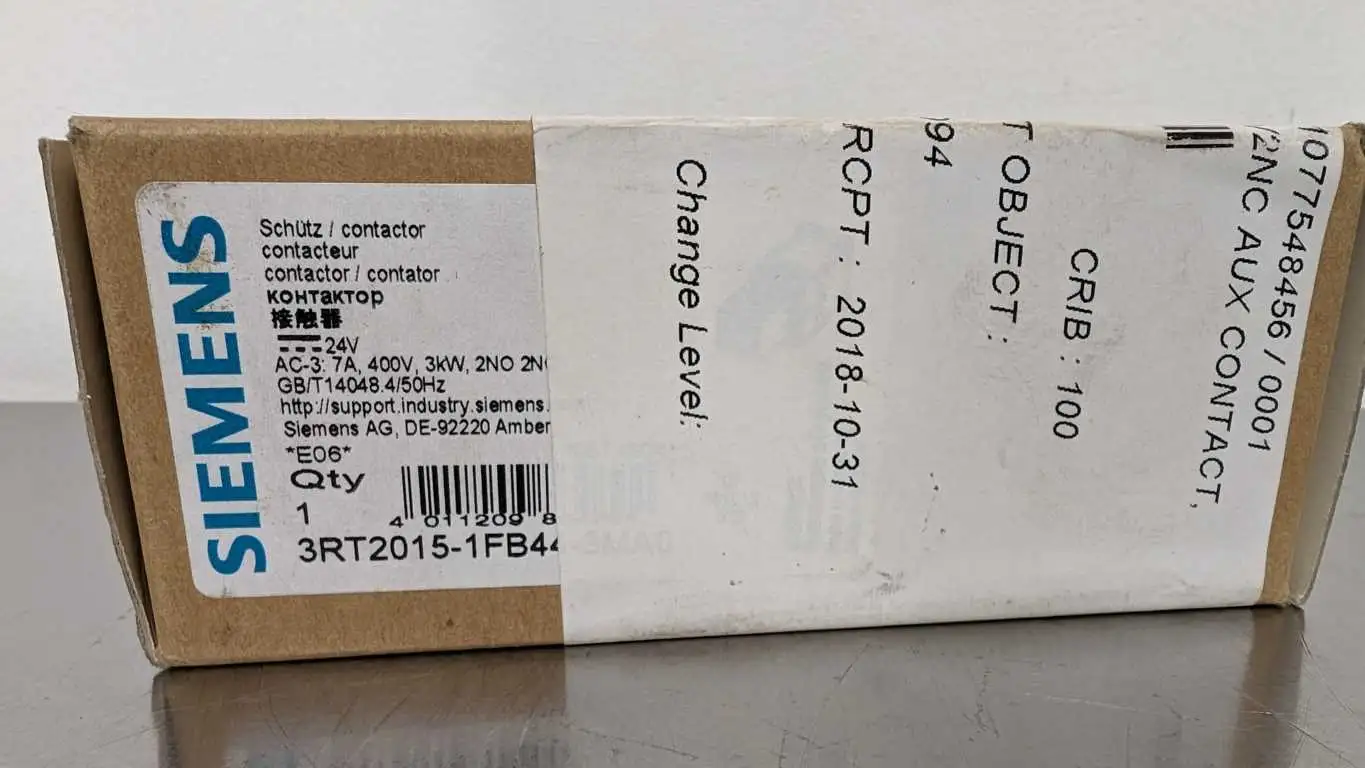 SIEMENS
Schütz / contactor
contacteur
contactor / contator
контактор
接触器
24V
AC-3: 7A, 400V, 3kW, 2NO 2N
GB/T14048.4/50Hz
http://support.industry.siemens.
Siemens AG, DE-92220 Amber
*E06*
Qty
1
4 011209 8
3RT2015-1FB44
1077548456 / 0001
/2NC AUX CONTACT,
CRIB : 100
T OBJECT :
94
RCPT : 2018-10-31
Change Level: